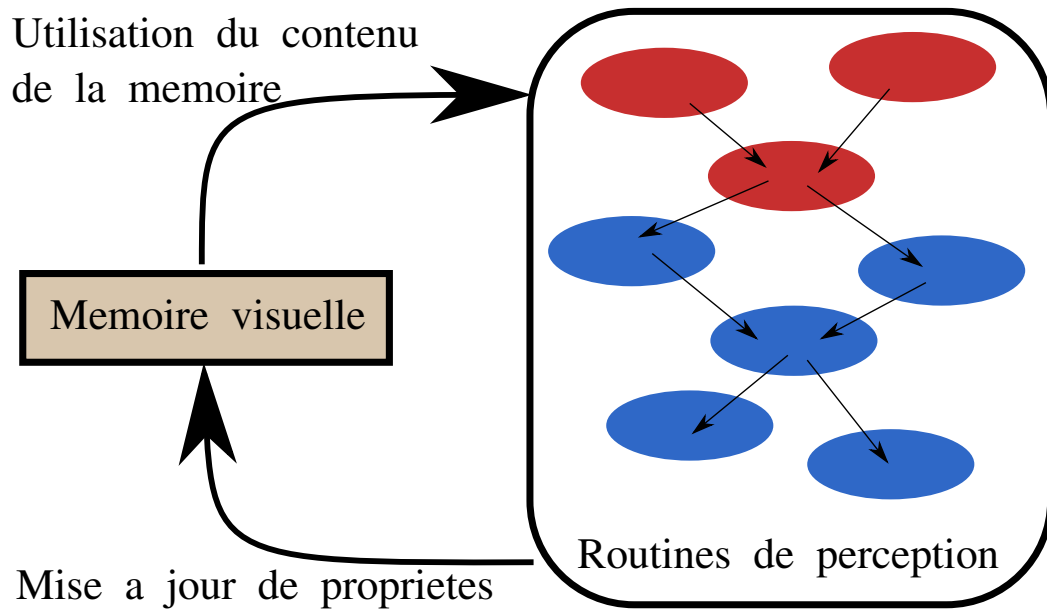 Utilisation du contenu
de la memoire
Memoire visuelle
Routines de perception
Mise a jour de proprietes